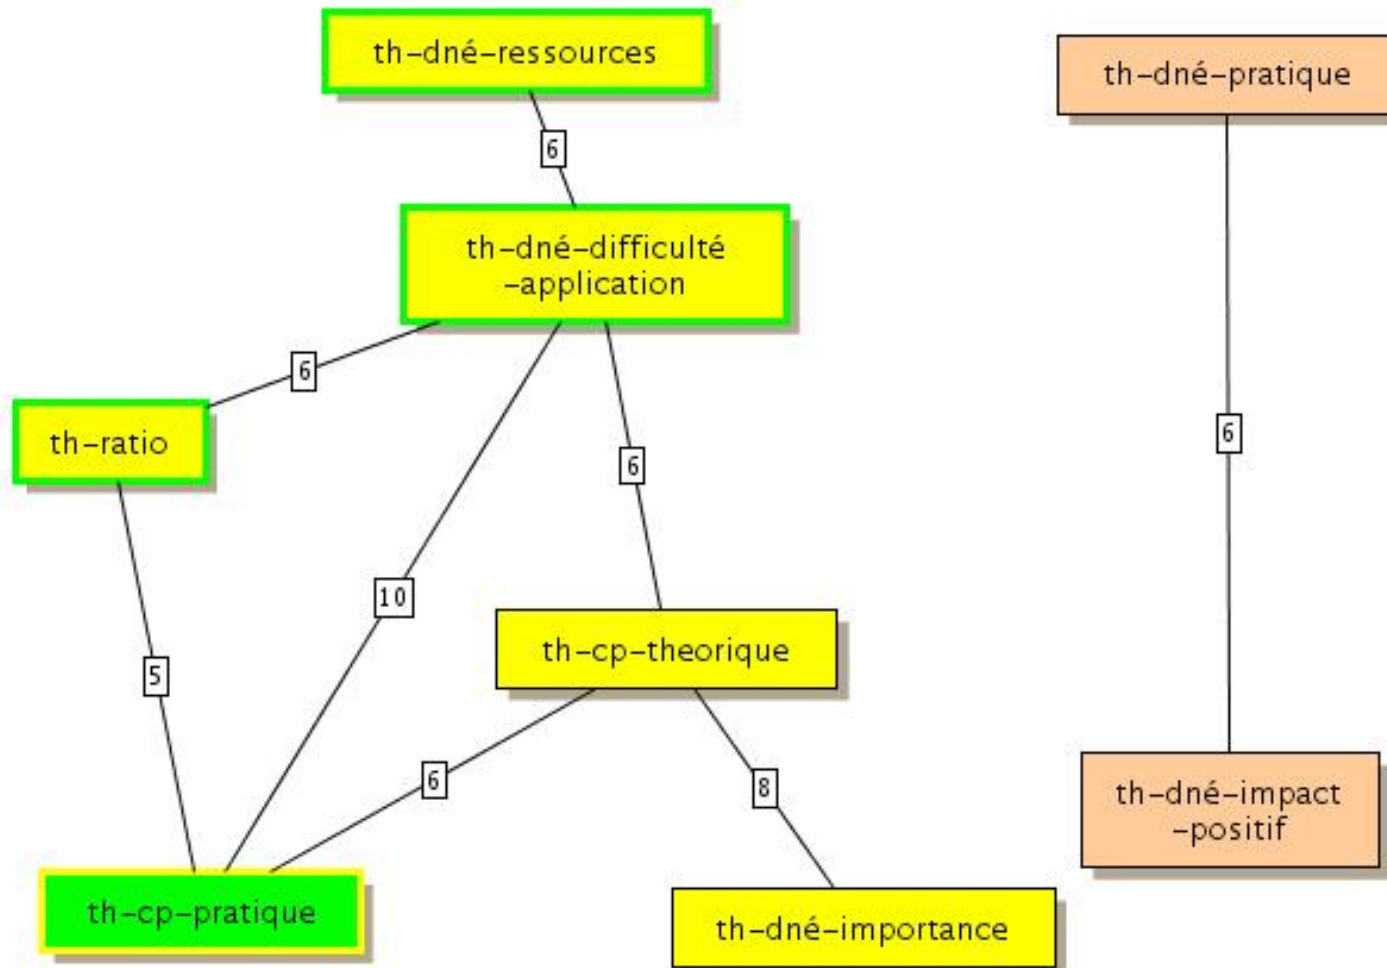 th-dné-ressources
th-dné-pratique
6
th-dné-difficulté
-application
6
th-ratio
6
6
10
th-cp-theorique
5
6
8
th-dné-impact
-positif
th-cp-pratique
th-dné-importance